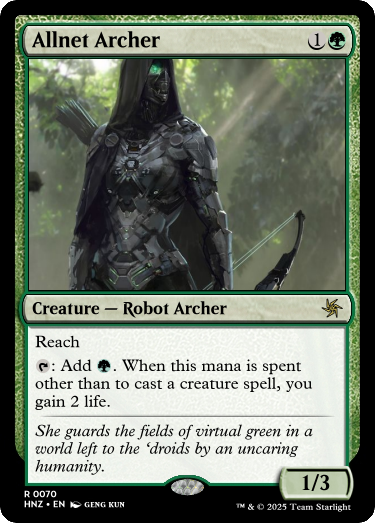 Allnet Archer 1
Creature — Robot Archer
Reach
: Add . When this mana is spent
other than to cast a creature spell, you
gain 2 life.
She guards the fields of virtual green in a
world left to the ‘droids by an uncaring
humanity.
1/3
R 0070
HNZ • EN GENG KUN
™ & © 2025 Team Starlight